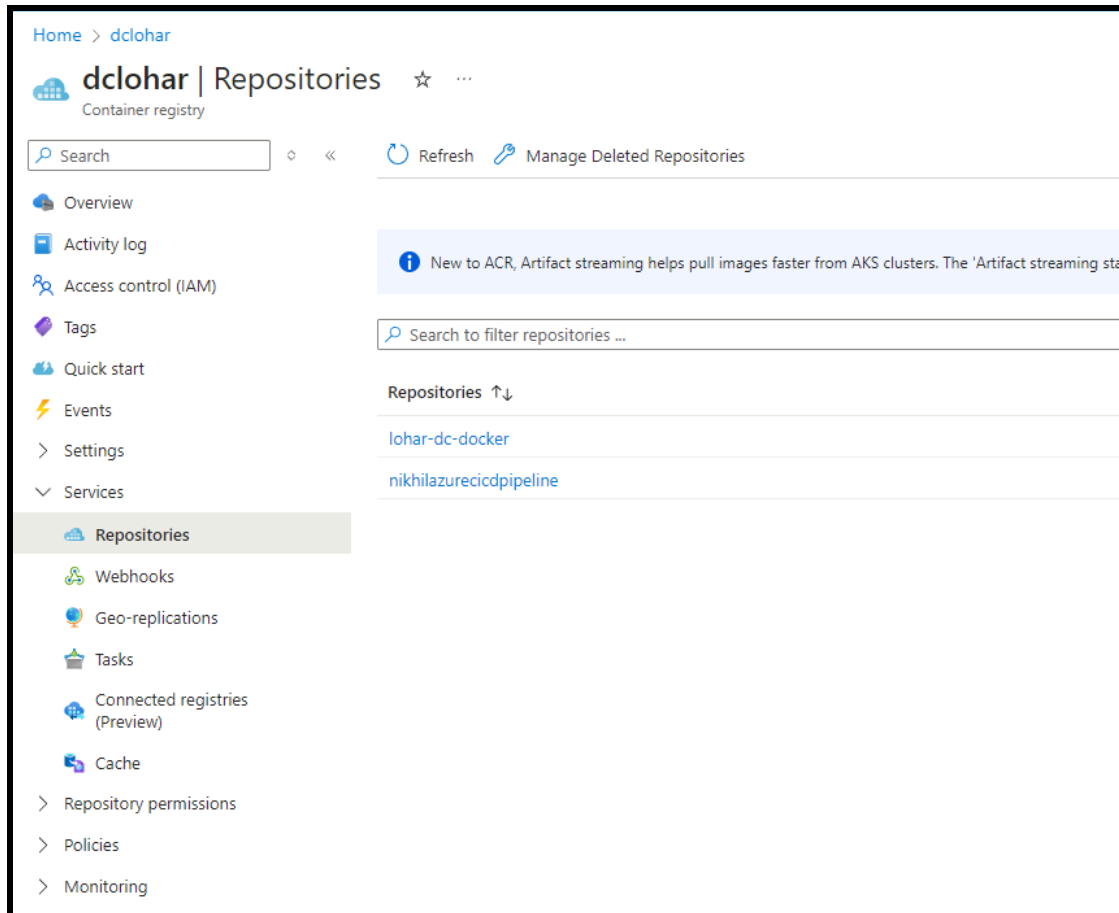 Home > dclohar
dclohar | Repositories
Container registry
Search
Refresh
Manage Deleted Repositories
Overview
Activity log
Access control (IAM)
Tags
Quick start
Events
Settings
Services
Repositories
Webhooks
Geo-replications
Tasks
Connected registries
(Preview)
Cache
Repository permissions
Policies
Monitoring
New to ACR, Artifact streaming helps pull images faster from AKS clusters. The 'Artifact streaming sta
Search to filter repositories ...
Repositories
lohar-dc-docker
nikhilazurecicdpipeline